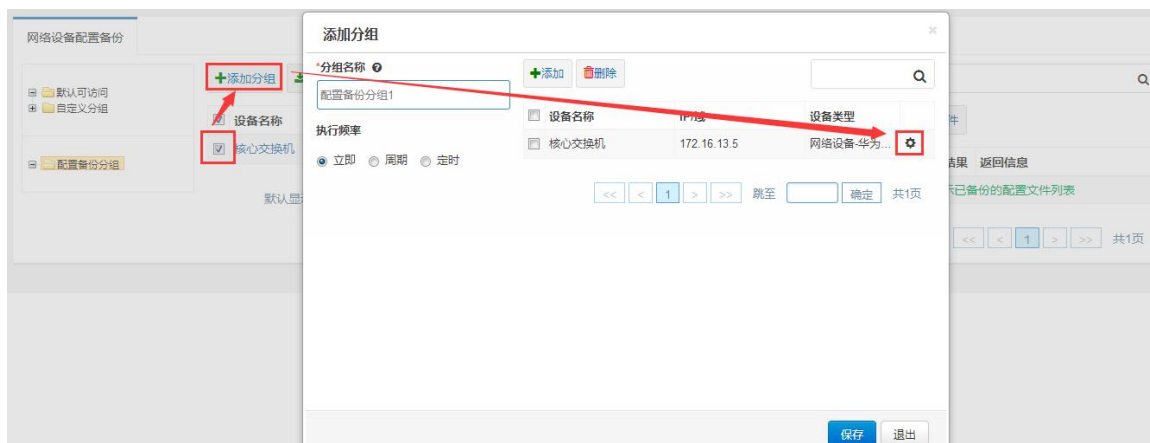 网络设备配置备份
默认可访问
自定义分组
配置备份分组
添加分组
设备名称
核心交换机
默认显
添加分组
×
*分组名称
配置备份分组1
执行频率
立即 周期 定时
添加 删除
设备名称 设备类型
核心交换机 172.16.13.5 网络设备-华为...
<< < 1 > >> 跳至 确定 共1页
保存 退出
件
结果 返回信息
已备份的配置文件列表
<< < 1 > >> 共1页